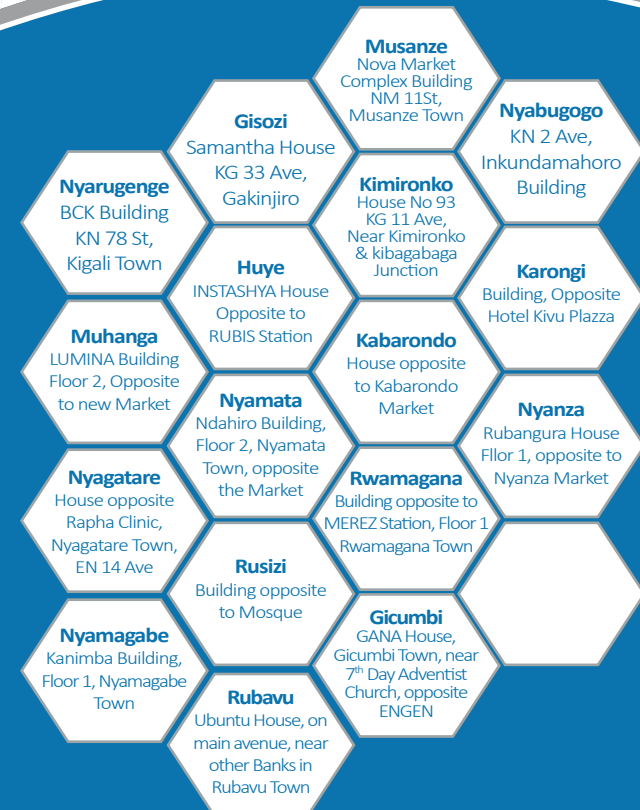 Musanze
Nova Market
Complex Building
NM 11St,
Musanze Town
Gisozi
Samantha House
KG 33 Ave,
Gakinjiro
Nyabugogo
KN 2 Ave,
Inkundamahoro
Building
Nyarugenge
BCK Building
KN 78 St,
Kigali Town
Kimironko
House No 93
KG 11 Ave,
Near Kimironko
& kibagabaga
Junction
Huye
INSTASHYA House
Opposite to
RUBIS Station
Karongi
Building, Opposite
Hotel Kivu Plazza
Muhanga
LUMINA Building
Floor 2, Opposite
to new Market
Kabarondo
House opposite
to Kabarondo
Market
Nyamata
Ndahiro Building,
Floor 2, Nyamata
Town, opposite
the Market
Nyanza
Rubangura House
Fllor 1, opposite to
Nyanza Market
Nyagatare
House opposite
Rapha Clinic,
Nyagatare Town,
EN 14 Ave
Rwamagana
Building opposite to
MEREZ Station, Floor 1
Rwamagana Town
Rusizi
Building opposite
to Mosque
Nyamagabe
Kanimba Building,
Floor 1, Nyamagabe
Town
Gicumbi
GANA House,
Gicumbi Town, near
7th Day Adventist
Church, opposite
ENGEN
Rubavu
Ubuntu House, on
main avenue, near
other Banks in
Rubavu Town